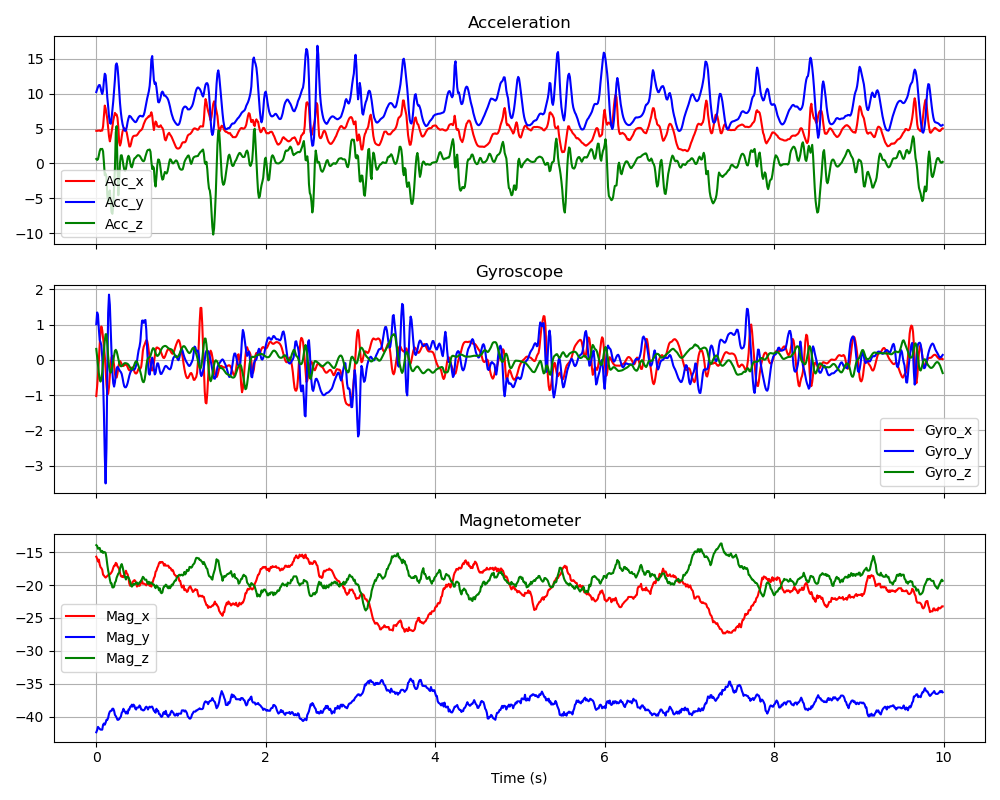 Acceleration
15
10
5
0
−5
−10
Acc_x
Acc_y
Acc_z
Gyroscope
2
1
0
−1
−2
−3
Gyro_x
Gyro_y
Gyro_z
Magnetometer
−15
−20
−25
−30
−35
−40
Mag_x
Mag_y
Mag_z
0 2 4 6 8 10
Time (s)